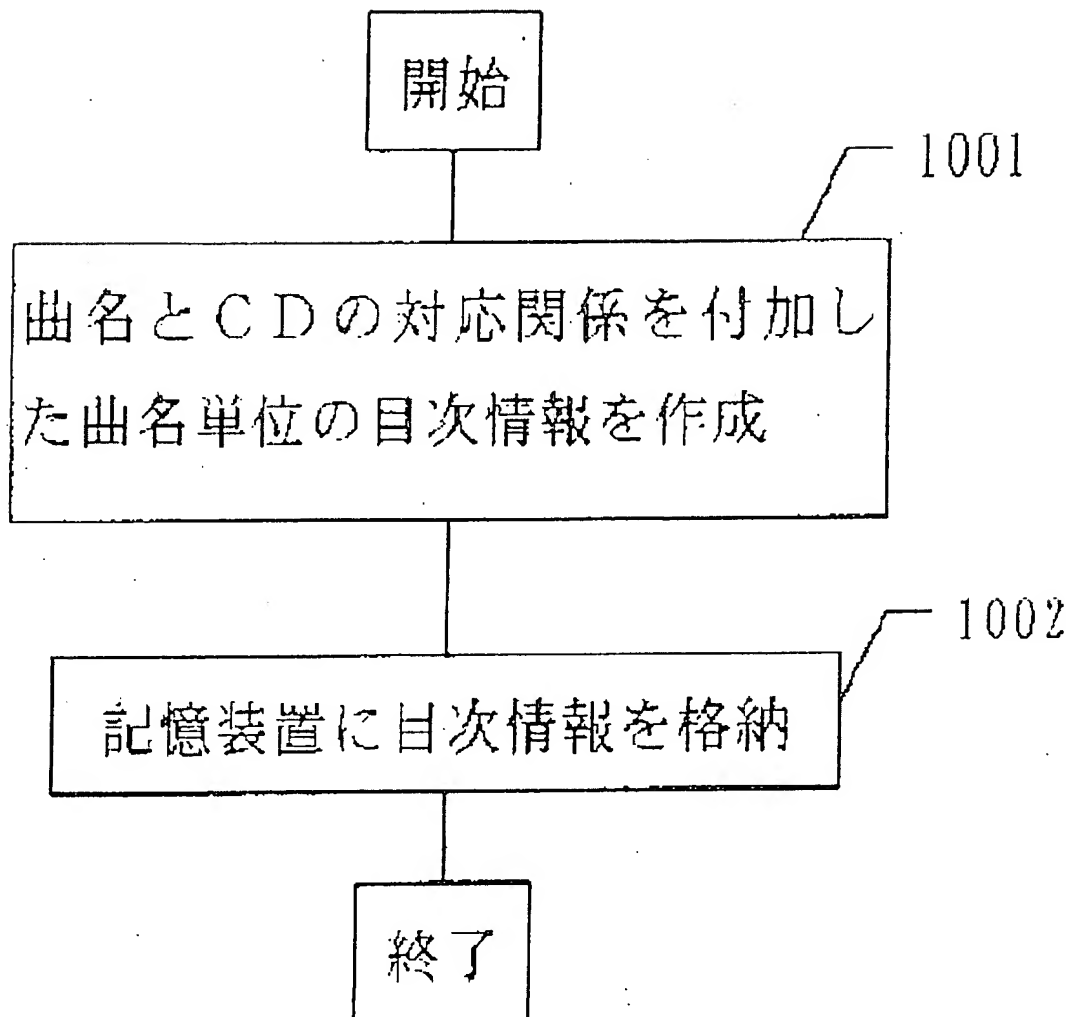 開始
1001
曲名とCDの対応関係を付加し
た曲名単位の目次情報を作成
1002
記憶装置に目次情報を格納
終了